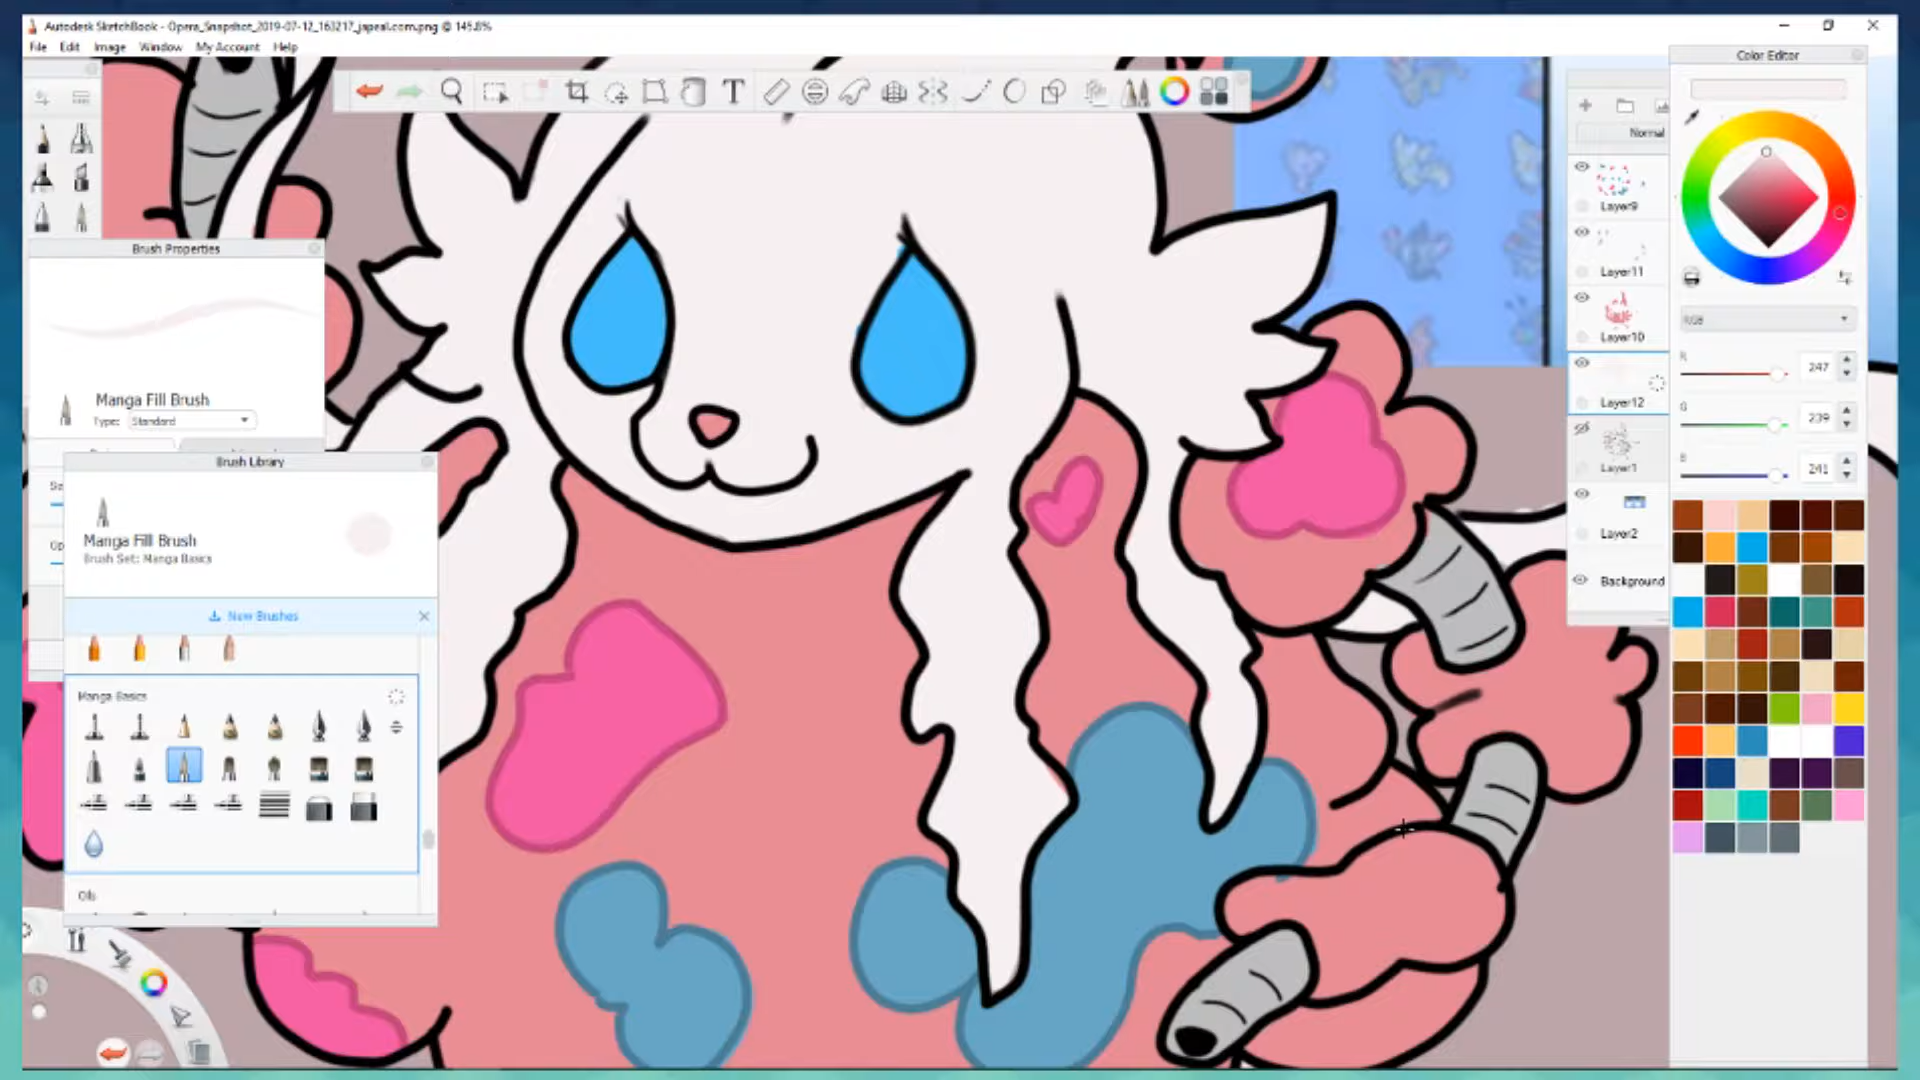 Autodesk SketchBook - Opera_Snapshot_2019-07-12_163217_japeal.com.png @ 145.8%
File Edit Image Window My Account Help
Color Editor
Normal
Layer9
Brush Properties
Layer11
RGB
Layer10
R 247
Manga Fill Brush
Type: Standard
Layer12
G 239
Brush Library
Layer1
B 241
Manga Fill Brush
Brush Set: Manga Basics
Layer2
Background
New Brushes
Manga Basics
Oils